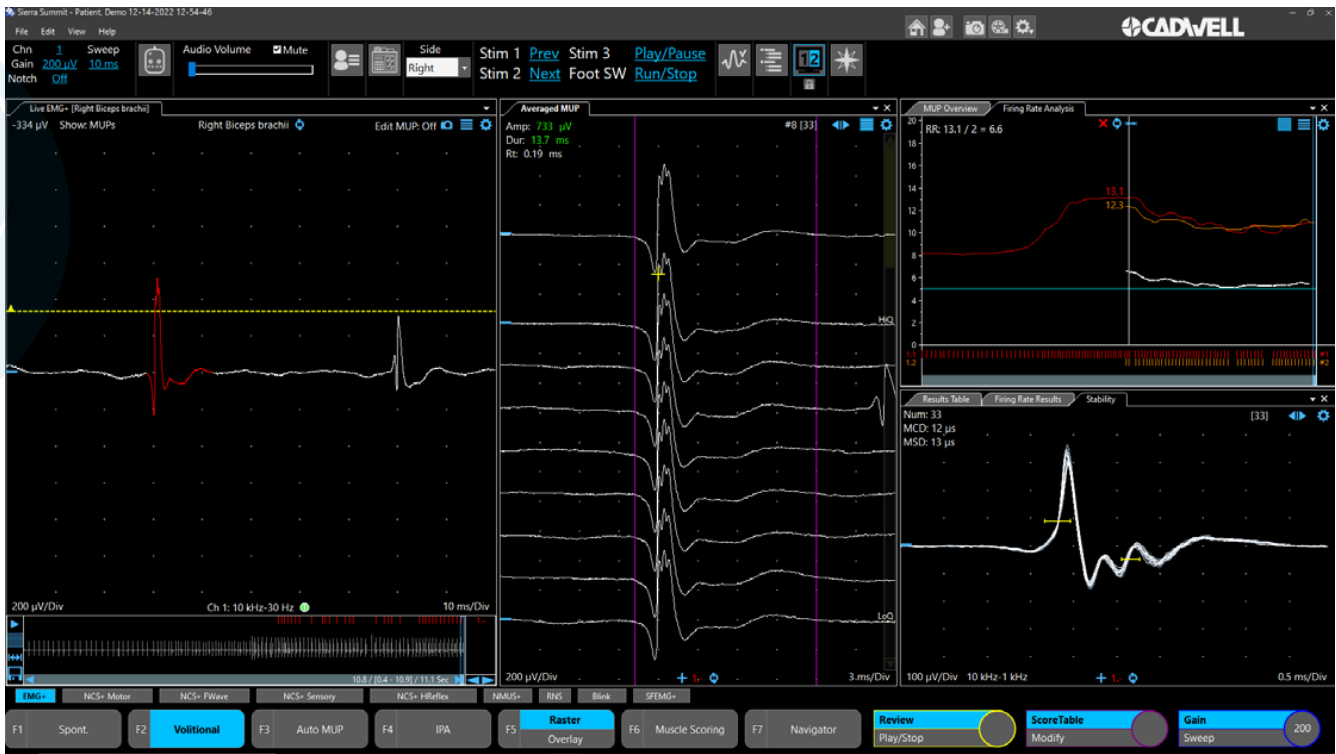 Sierra Summit - Patient, Demo 12-14-2022 12-54-46
File Edit View Help
CADWELL
Chn 1 Sweep
Gain 200 µV 10 ms
Notch Off
Audio Volume Mute
Side
Right
Stim 1 Prev Stim 3 Play/Pause
Stim 2 Next Foot SW Run/Stop
12
Live EMG+ [Right Biceps brachii]
-334 µV Show: MUPs Right Biceps brachii Edit MUP: Off
200 µV/Div Ch 1: 10 kHz-30 Hz 10 ms/Div
1.-
10.8 / [0.4 - 10.9] / 11.1 Sec
Averaged MUP
Amp: 733 µV #8 [33]
Dur: 13.7 ms
Rt: 0.19 ms
HiQ
LoQ
200 µV/Div 1.- 3 ms/Div
MUP Overview Firing Rate Analysis
RR: 13.1 / 2 = 6.6
20
18
16
14
12
10
8
6
4
2
0
13.1
12.3
1.1 #1
1.2 #2
Results Table Firing Rate Results Stability
Num: 33 [33]
MCD: 12 µs
MSD: 13 µs
100 µV/Div 10 kHz-1 kHz 1.- 0.5 ms/Div
EMG+ NCS+ Motor NCS+ FWave NCS+ Sensory NCS+ HReflex NMUS+ RNS Blink SFEMG+
F1 Spont. F2 Volitional F3 Auto MUP F4 IPA F5 Raster Overlay F6 Muscle Scoring F7 Navigator
Review
Play/Stop
ScoreTable
Modify
Gain
Sweep
200